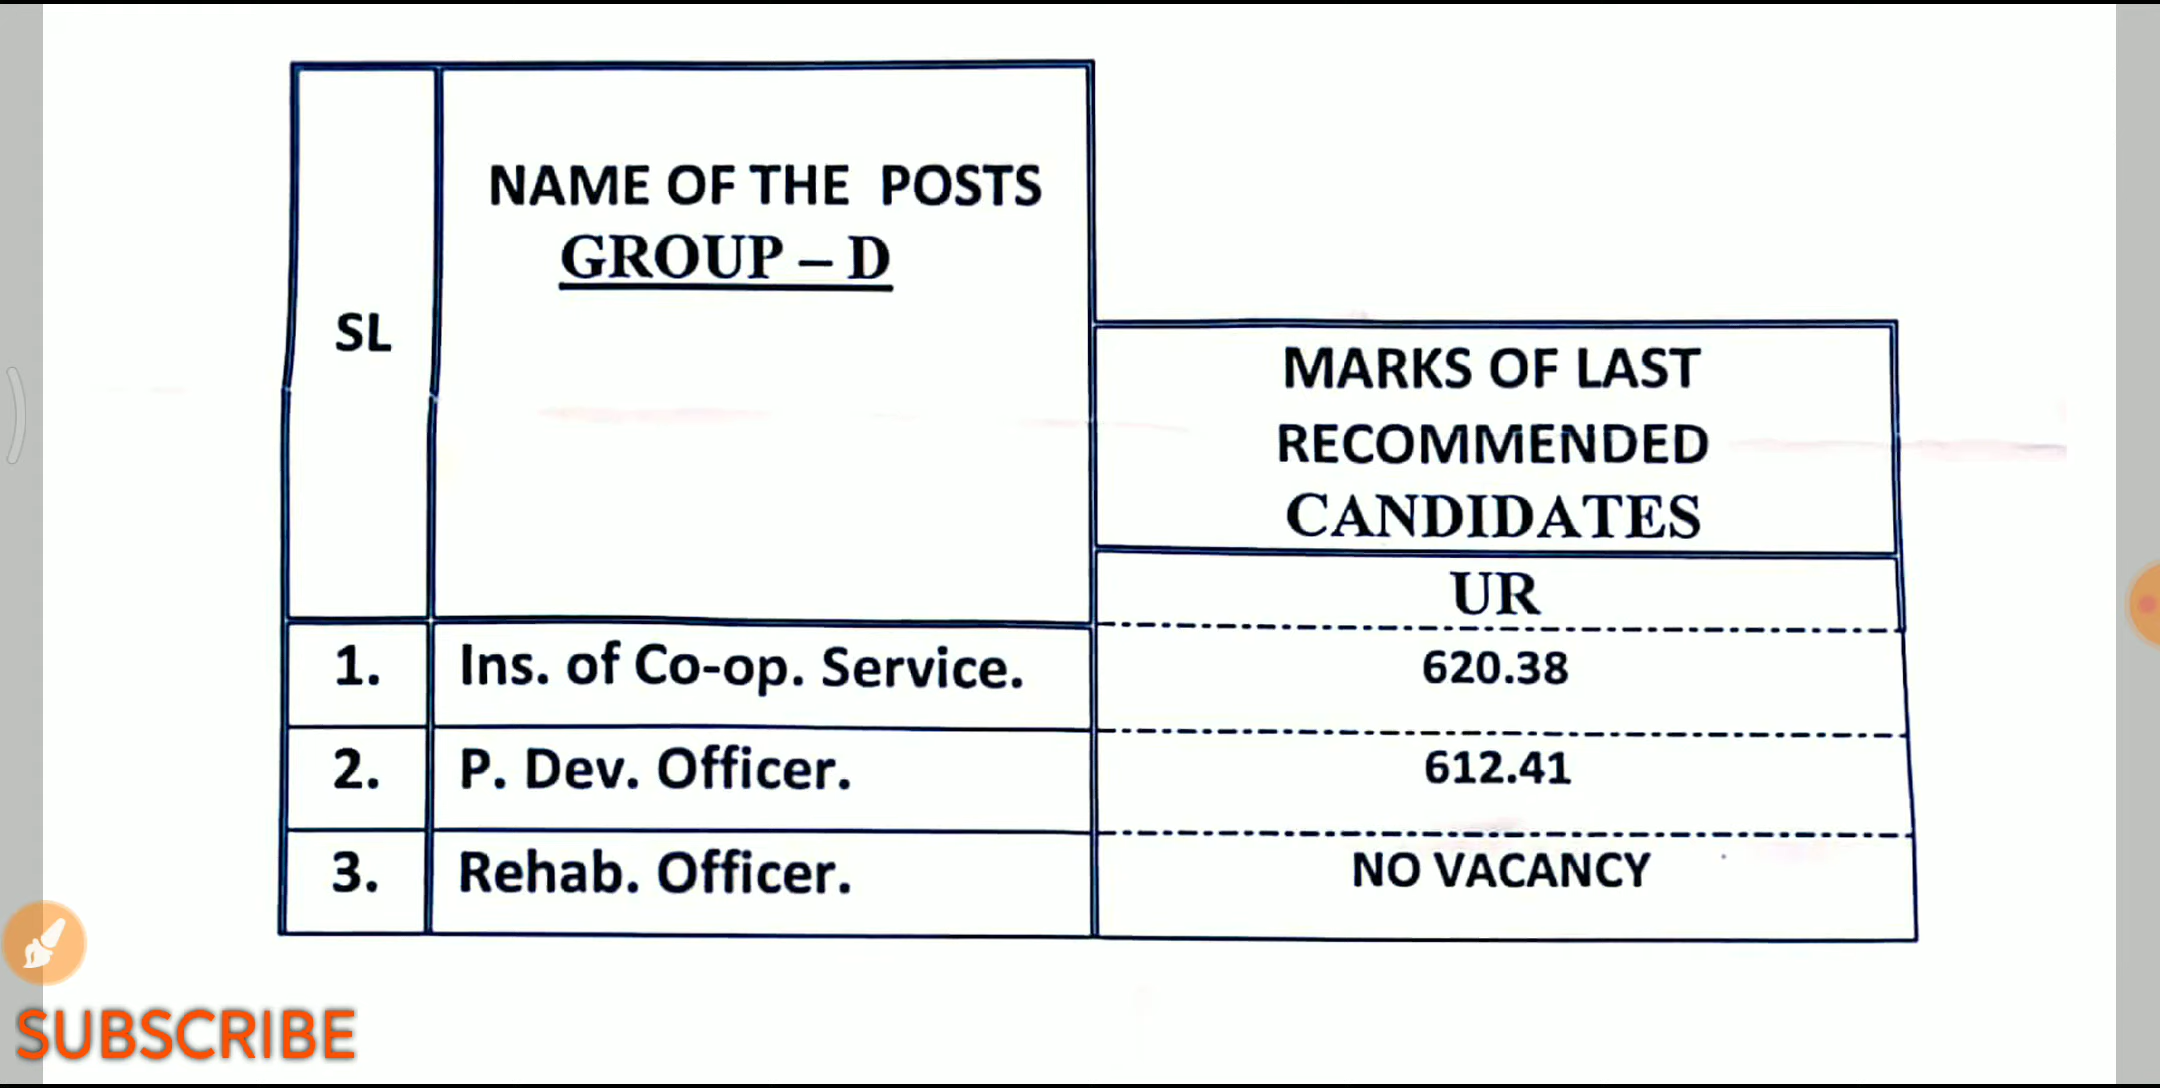 SL
NAME OF THE POSTS
GROUP – D
MARKS OF LAST
RECOMMENDED
CANDIDATES
UR
1. Ins. of Co-op. Service. 620.38
2. P. Dev. Officer. 612.41
3. Rehab. Officer. NO VACANCY
SUBSCRIBE